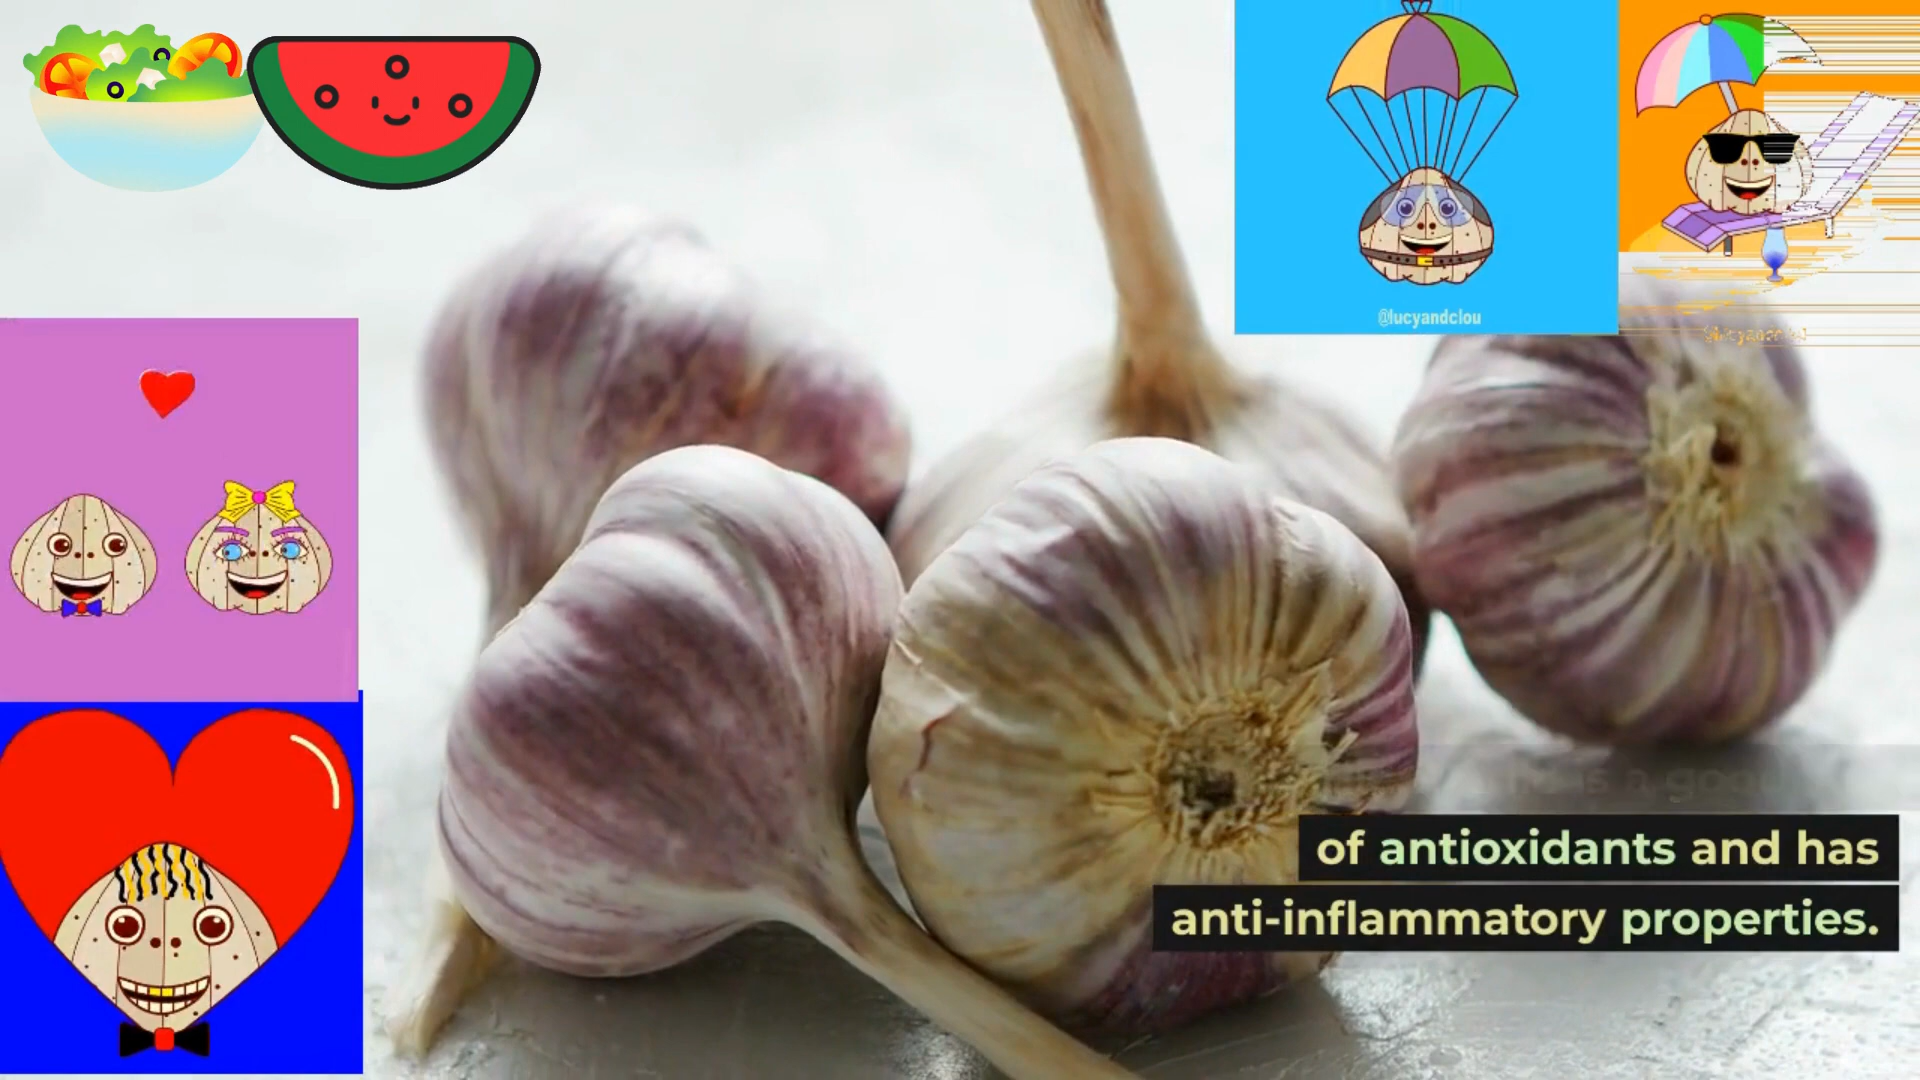 @lucyandclou
of antioxidants and has
anti-inflammatory properties.